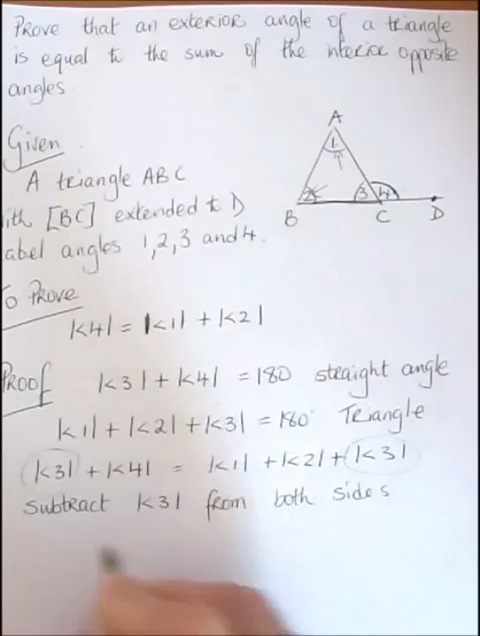 Prove that an exterior angle of a triangle
is equal to the sum of the interior opposite
angles
Given
A triangle ABC
ith [BC] extended to D
abel angles 1,2,3 and 4.
A
1
2
3
4
B
C
D
o Prove
|<4| = |<1| + |<2|
PROOF |<3| + |<4| = 180 straight angle
|<1| + |<2| + |<3| = 180° Triangle
|<3| + |<4| = |<1| + |<2| + |<3|
Subtract |<3| from both sides